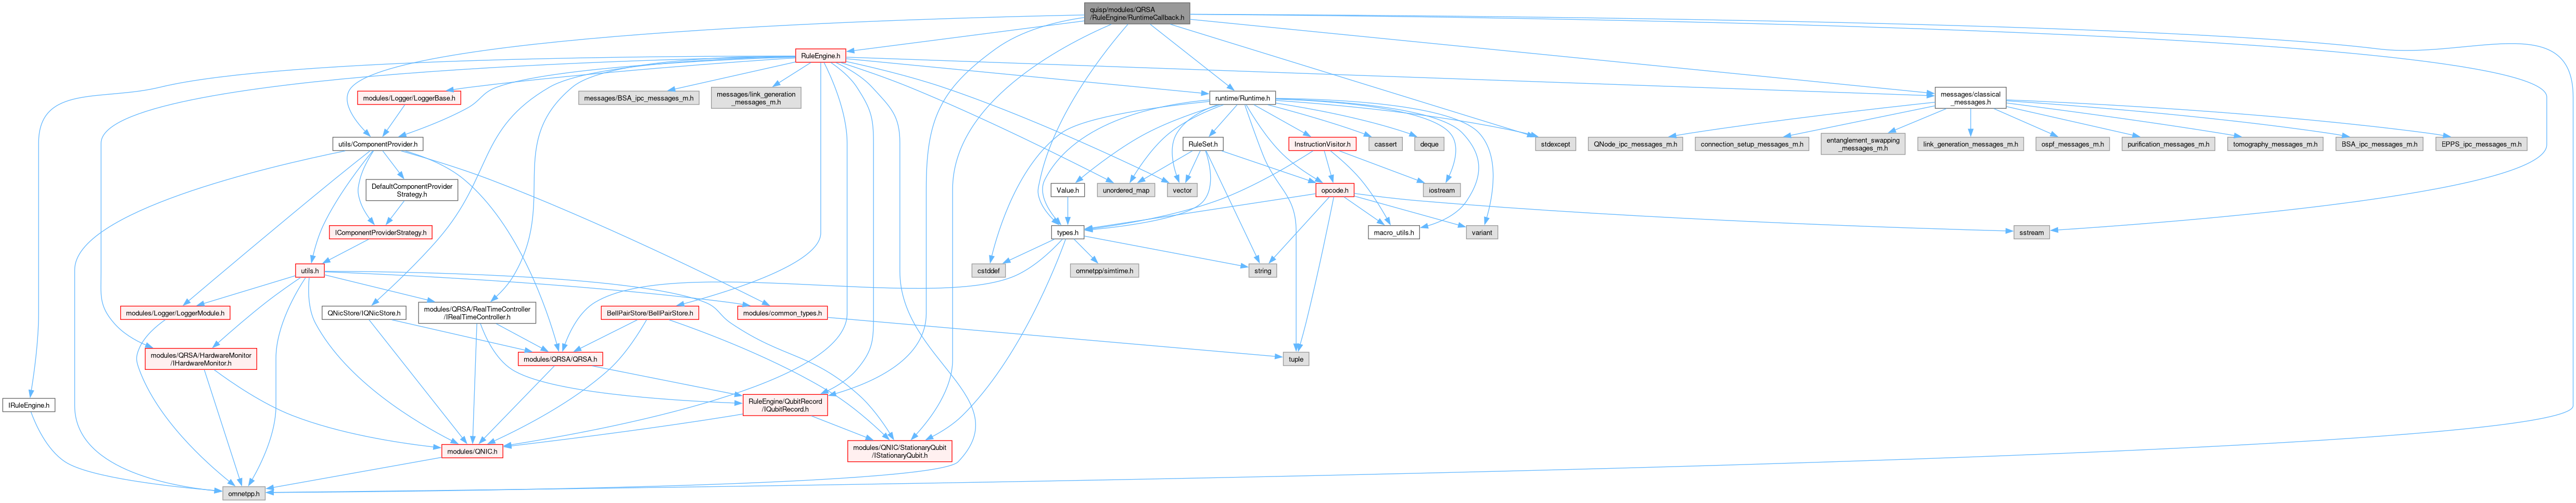 quisp/modules/QRSA
/RuleEngine/RuntimeCallback.h
RuleEngine.h
modules/Logger/LoggerBase.h
messages/BSA_ipc_messages_m.h
messages/link_generation
_messages_m.h
runtime/Runtime.h
messages/classical
_messages.h
utils/ComponentProvider.h
RuleSet.h
InstructionVisitor.h
cassert
deque
stdexcept
QNode_ipc_messages_m.h
connection_setup_messages_m.h
entanglement_swapping
_messages_m.h
link_generation_messages_m.h
ospf_messages_m.h
purification_messages_m.h
tomography_messages_m.h
BSA_ipc_messages_m.h
EPPS_ipc_messages_m.h
DefaultComponentProvider
Strategy.h
Value.h
unordered_map
vector
opcode.h
iostream
IComponentProviderStrategy.h
types.h
macro_utils.h
variant
sstream
utils.h
cstddef
omnetpp/simtime.h
string
modules/Logger/LoggerModule.h
QNicStore/IQNicStore.h
modules/QRSA/RealTimeController
/IRealTimeController.h
BellPairStore/BellPairStore.h
modules/common_types.h
modules/QRSA/HardwareMonitor
/IHardwareMonitor.h
modules/QRSA/QRSA.h
tuple
IRuleEngine.h
RuleEngine/QubitRecord
/IQubitRecord.h
modules/QNIC.h
modules/QNIC/StationaryQubit
/IStationaryQubit.h
omnetpp.h